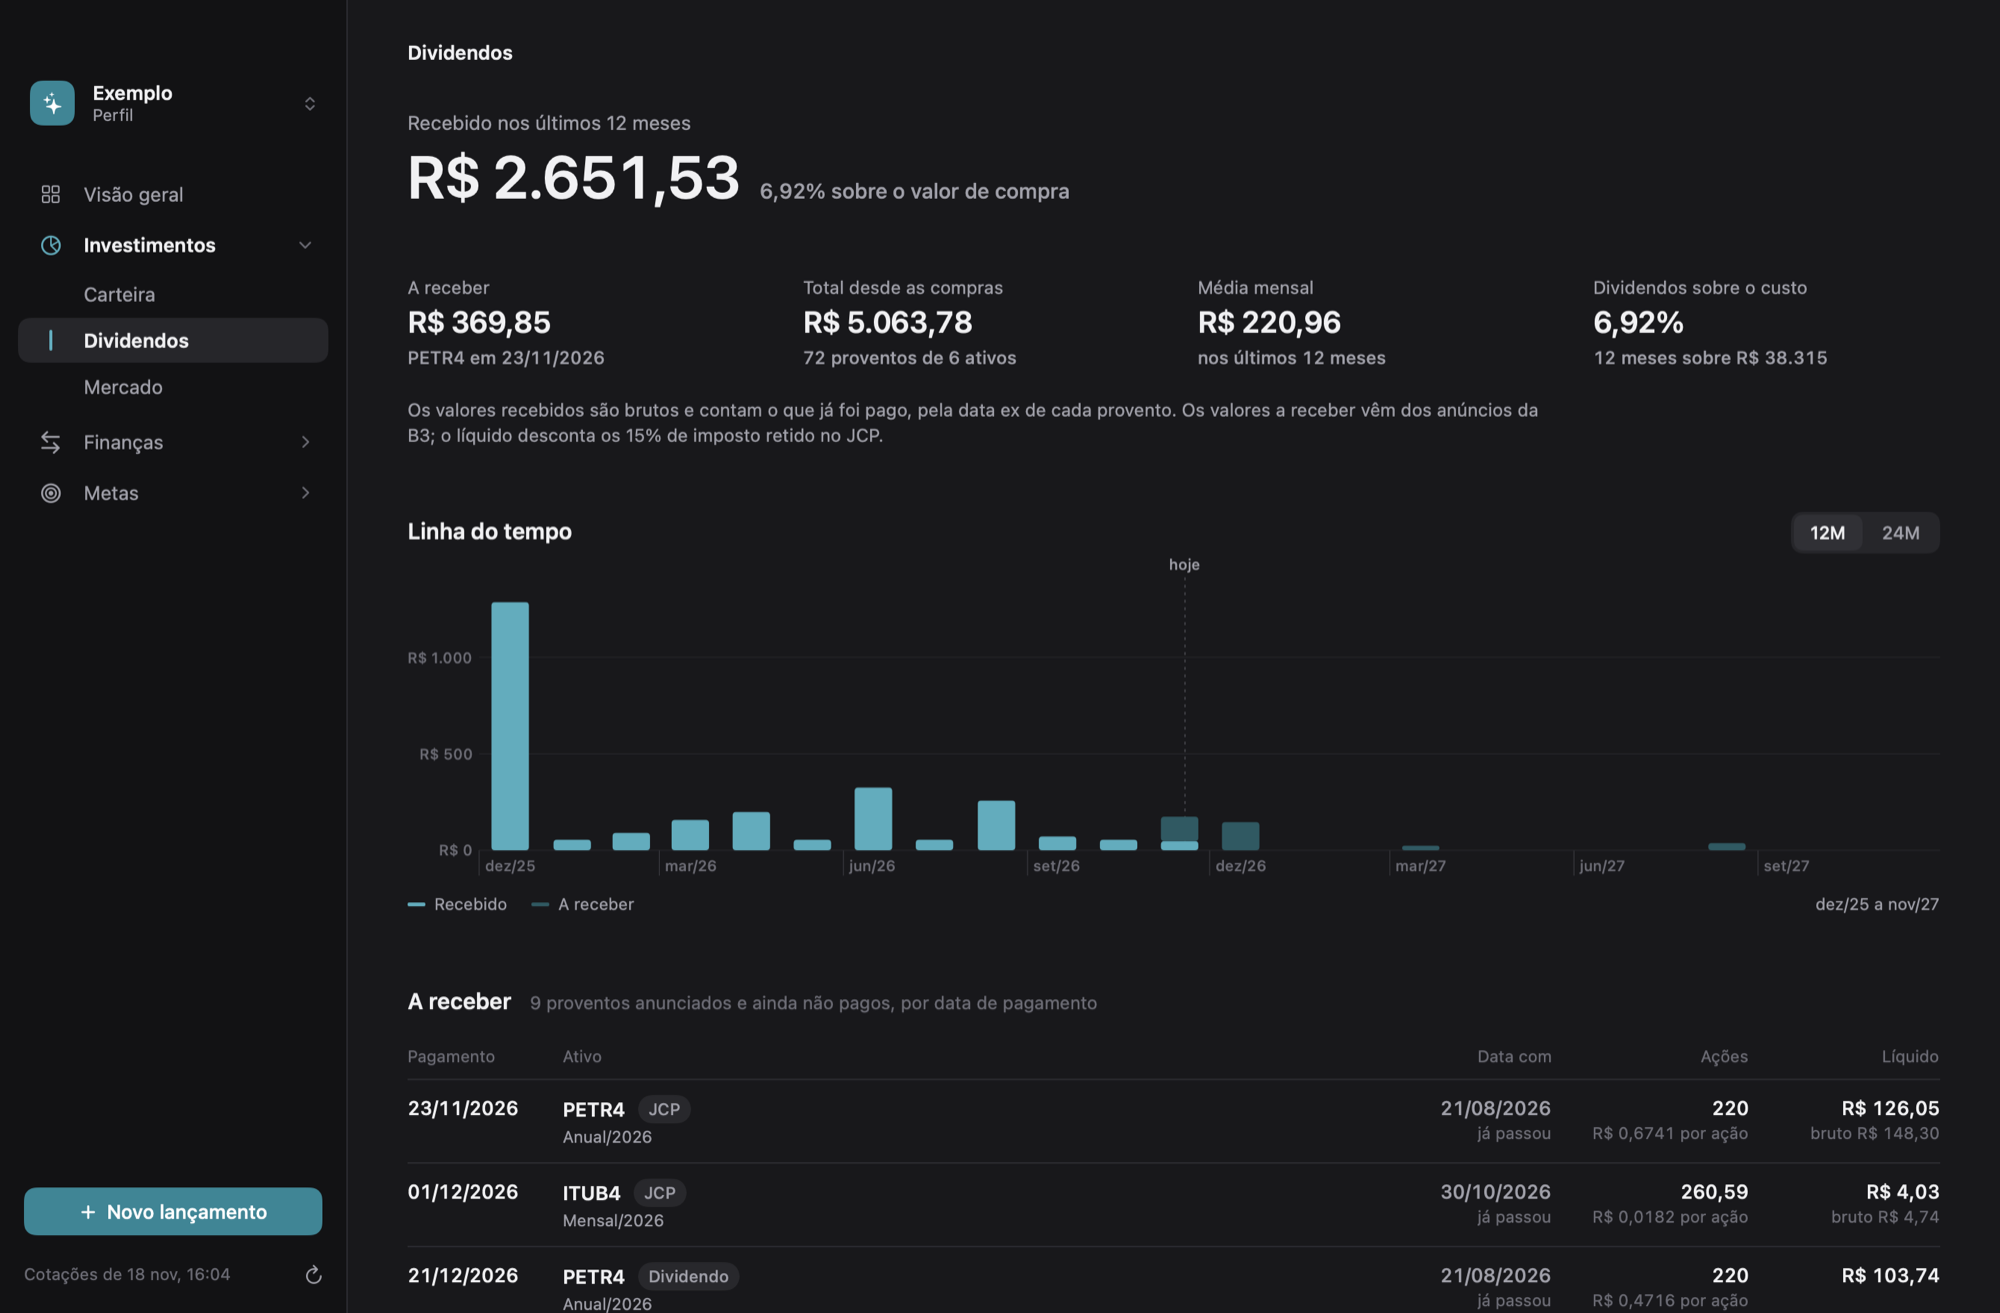 Exemplo
Perfil
Visão geral
Investimentos
Carteira
Dividendos
Mercado
Finanças
Metas
+ Novo lançamento
Cotações de 18 nov, 16:04
Dividendos
Recebido nos últimos 12 meses
R$ 2.651,53 6,92% sobre o valor de compra
A receber
R$ 369,85
PETR4 em 23/11/2026
Total desde as compras
R$ 5.063,78
72 proventos de 6 ativos
Média mensal
R$ 220,96
nos últimos 12 meses
Dividendos sobre o custo
6,92%
12 meses sobre R$ 38.315
Os valores recebidos são brutos e contam o que já foi pago, pela data ex de cada provento. Os valores a receber vêm dos anúncios da
B3; o líquido desconta os 15% de imposto retido no JCP.
Linha do tempo
12M 24M
hoje
R$ 1.000
R$ 500
R$ 0
dez/25 mar/26 jun/26 set/26 dez/26 mar/27 jun/27 set/27
Recebido A receber dez/25 a nov/27
A receber 9 proventos anunciados e ainda não pagos, por data de pagamento
Pagamento Ativo Data com Ações Líquido
23/11/2026 PETR4 JCP 21/08/2026 220 R$ 126,05
Anual/2026 já passou R$ 0,6741 por ação bruto R$ 148,30
01/12/2026 ITUB4 JCP 30/10/2026 260,59 R$ 4,03
Mensal/2026 já passou R$ 0,0182 por ação bruto R$ 4,74
21/12/2026 PETR4 Dividendo 21/08/2026 220 R$ 103,74
Anual/2026 já passou R$ 0,4716 por ação